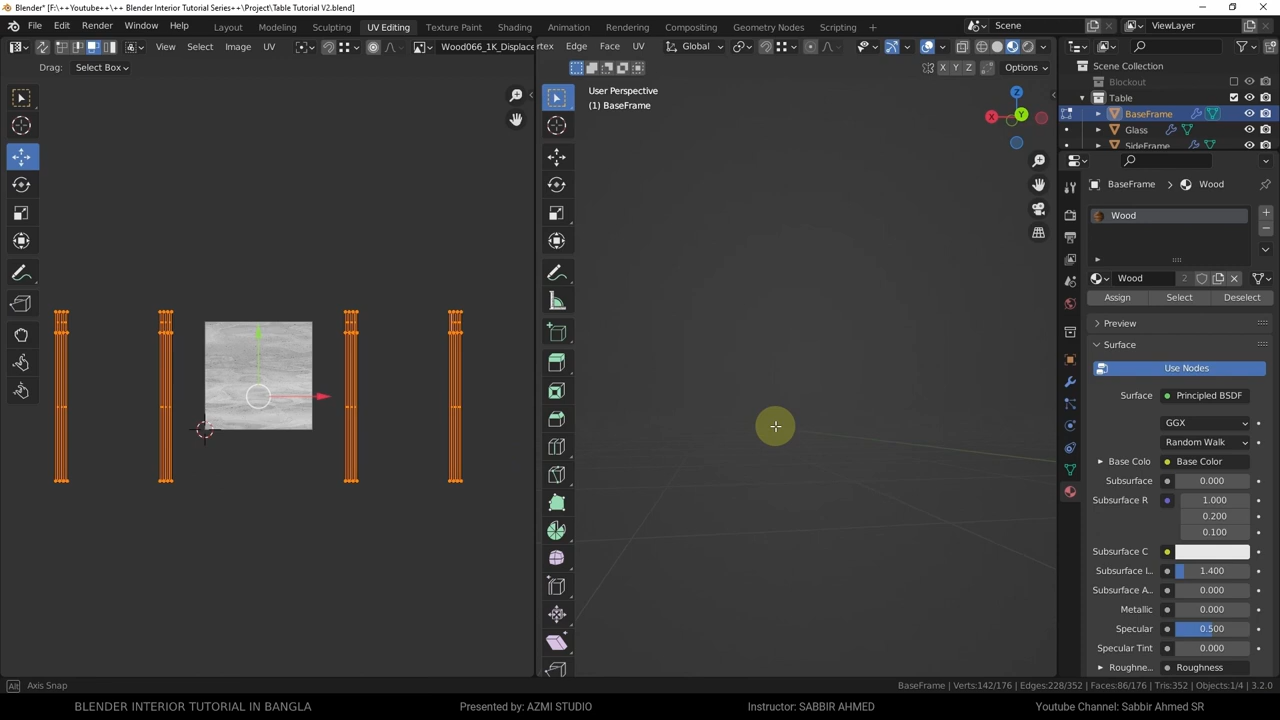 Blender* [F:\++Youtube++\++ Blender Interior Tutorial Series++\Project\Table Tutorial V2.blend]
File Edit Render Window Help Layout Modeling Sculpting UV Editing Texture Paint Shading Animation Rendering Compositing Geometry Nodes Scripting Scene ViewLayer
View Select Image UV Wood066_1K_Displace rtex Edge Face UV Global
Drag: Select Box X Y Z Options
Scene Collection
Blockout
Table
BaseFrame
Glass
SideFrame
User Perspective
(1) BaseFrame
Z
X Y
BaseFrame > Wood
Wood
Wood 2
Assign Select Deselect
Preview
Surface
Use Nodes
Surface Principled BSDF
GGX
Random Walk
Base Colo Base Color
Subsurface 0.000
Subsurface R 1.000
0.200
0.100
Subsurface C
Subsurface I... 1.400
Subsurface A... 0.000
Metallic 0.000
Specular 0.500
Specular Tint 0.000
Roughne... Roughness
Alt Axis Snap BaseFrame | Verts:142/176 | Edges:228/352 | Faces:86/176 | Tris:352 | Objects:1/4 | 3.2.0
BLENDER INTERIOR TUTORIAL IN BANGLA Presented by: AZMI STUDIO Instructor: SABBIR AHMED Youtube Channel: Sabbir Ahmed SR